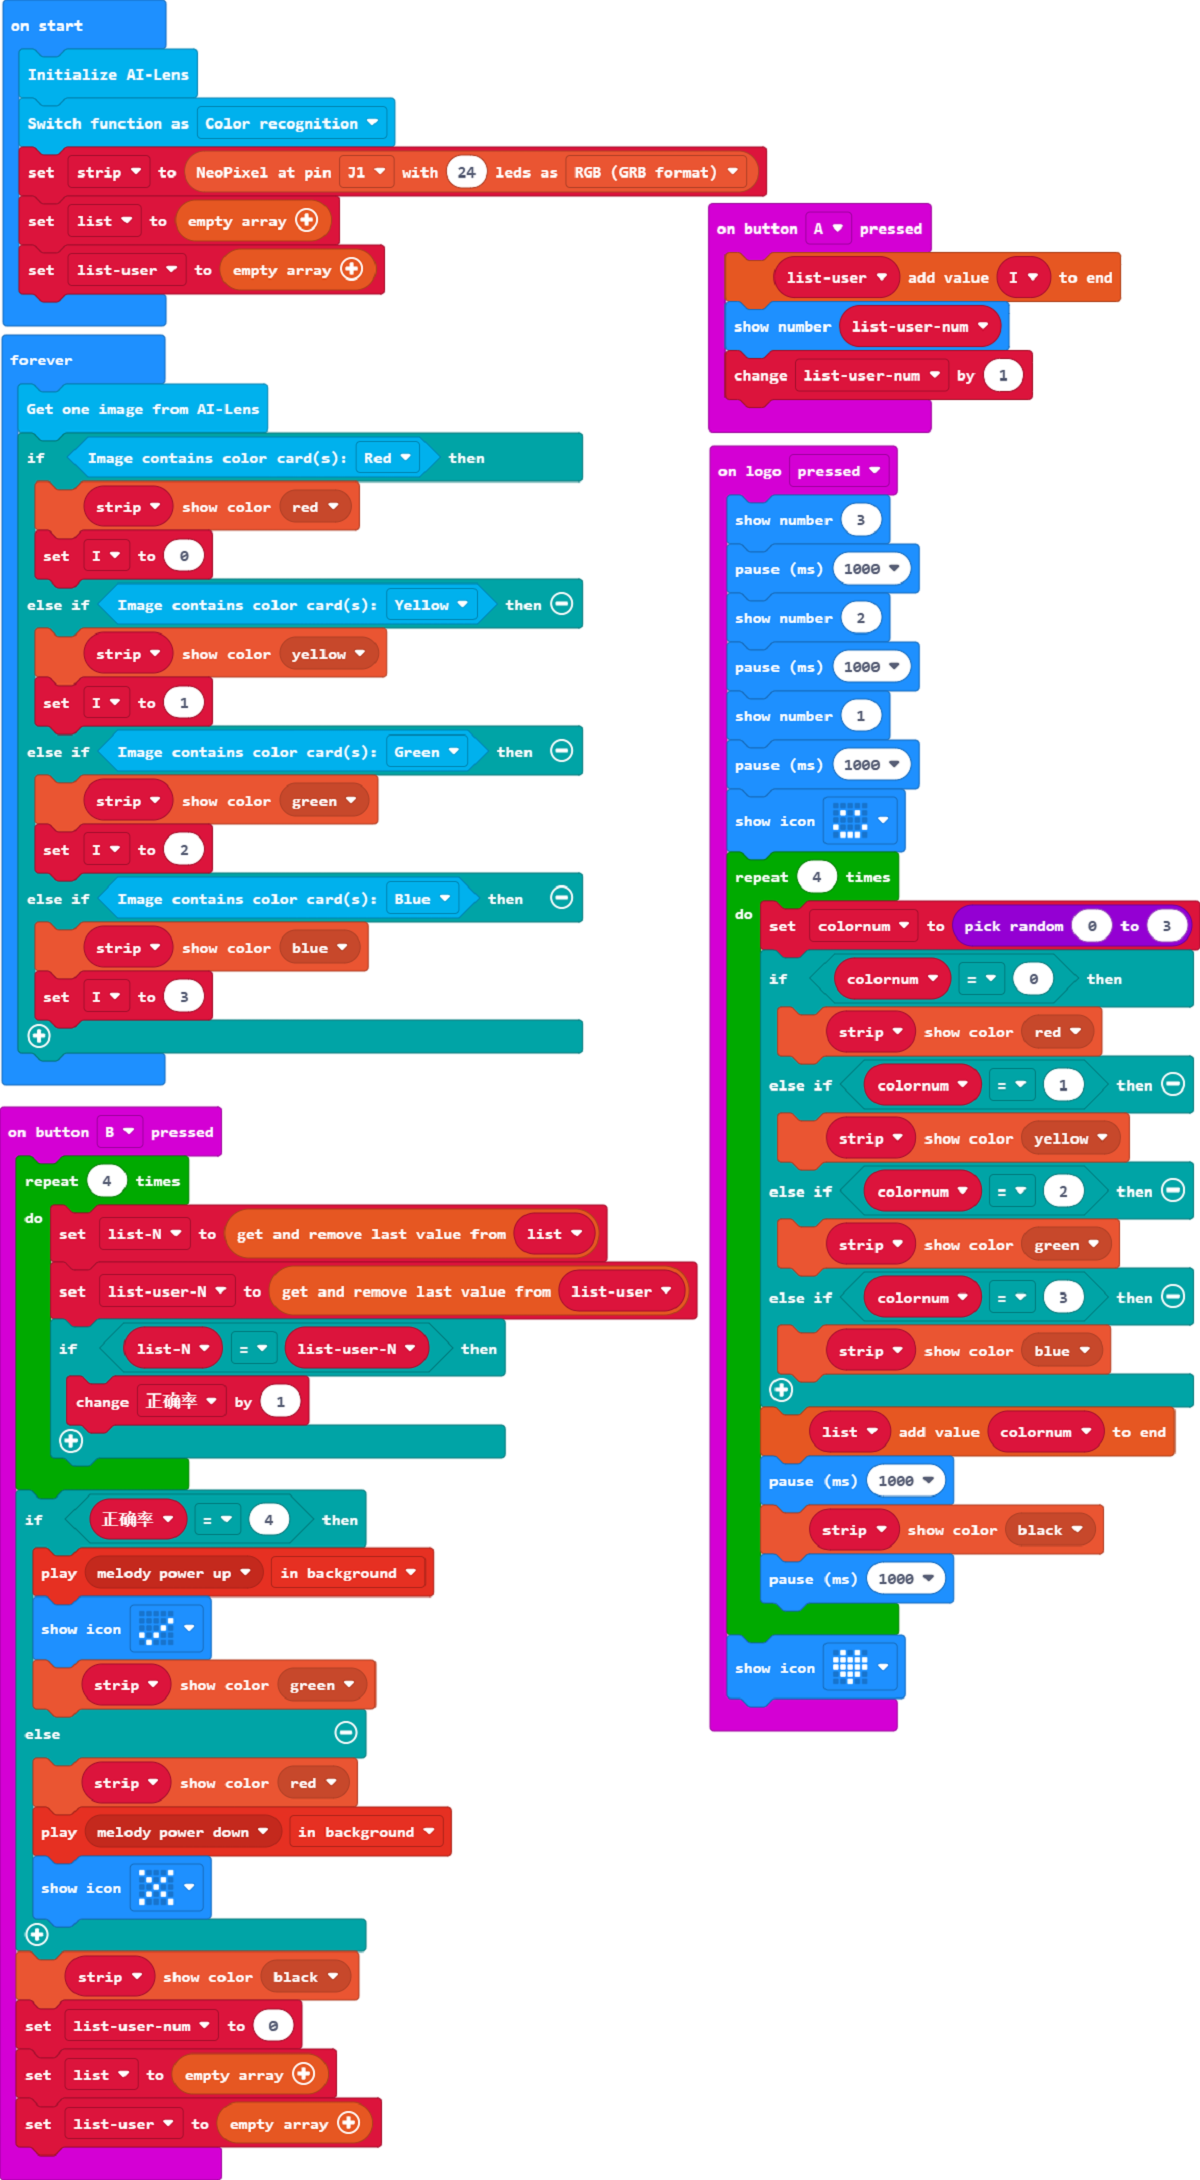 on start
Initialize AI-Lens
Switch function as Color recognition
set strip to NeoPixel at pin J1 with 24 leds as RGB (GRB format)
set list to empty array
set list-user to empty array
forever
Get one image from AI-Lens
if Image contains color card(s): Red then
strip show color red
set I to 0
else if Image contains color card(s): Yellow then
strip show color yellow
set I to 1
else if Image contains color card(s): Green then
strip show color green
set I to 2
else if Image contains color card(s): Blue then
strip show color blue
set I to 3
on button B pressed
repeat 4 times
do
set list-N to get and remove last value from list
set list-user-N to get and remove last value from list-user
if list-N = list-user-N then
change 正确率 by 1
if 正确率 = 4 then
play melody power up in background
show icon
strip show color green
else
strip show color red
play melody power down in background
show icon
strip show color black
set list-user-num to 0
set list to empty array
set list-user to empty array
on button A pressed
list-user add value I to end
show number list-user-num
change list-user-num by 1
on logo pressed
show number 3
pause (ms) 1000
show number 2
pause (ms) 1000
show number 1
pause (ms) 1000
show icon
repeat 4 times
do
set colornum to pick random 0 to 3
if colornum = 0 then
strip show color red
else if colornum = 1 then
strip show color yellow
else if colornum = 2 then
strip show color green
else if colornum = 3 then
strip show color blue
list add value colornum to end
pause (ms) 1000
strip show color black
pause (ms) 1000
show icon